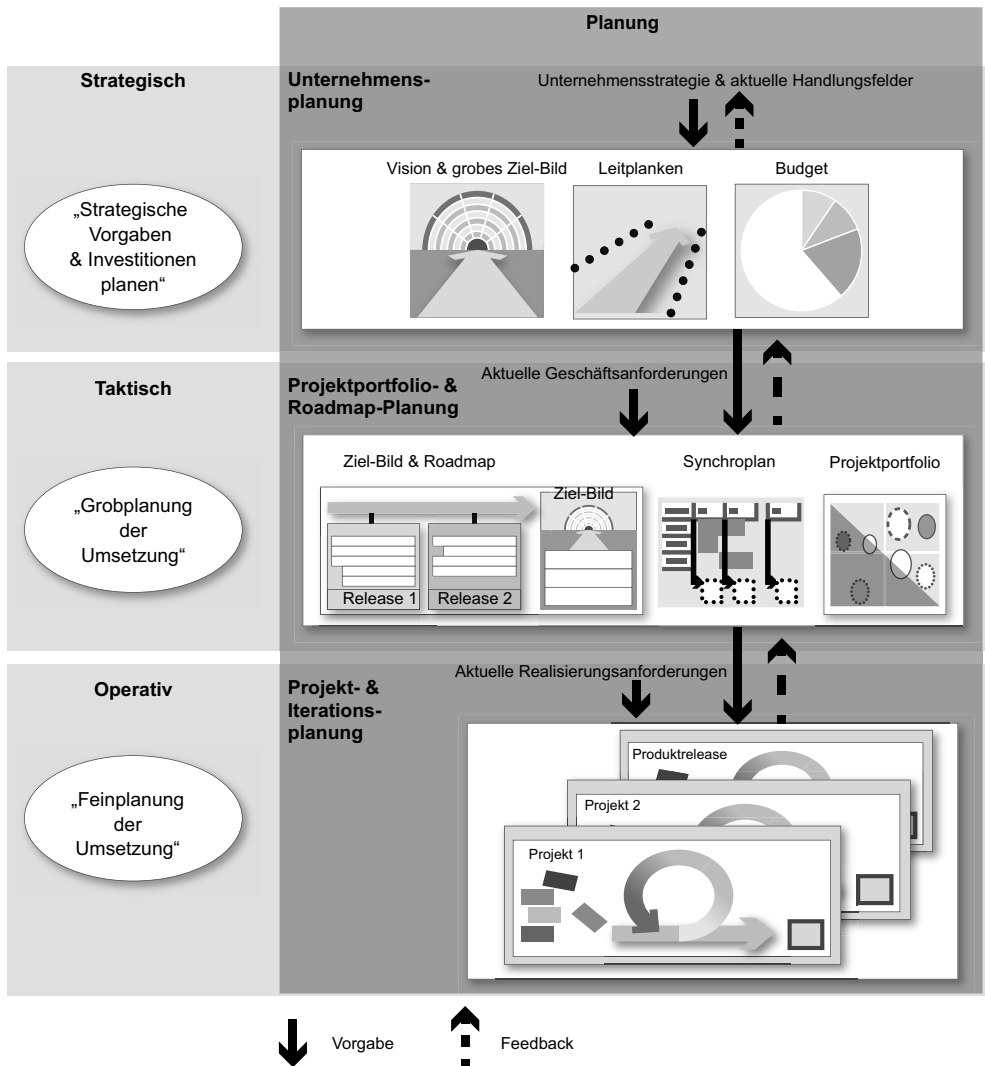 Planung
Strategisch
Unternehmens-
planung
Unternehmensstrategie & aktuelle Handlungsfelder
„Strategische
Vorgaben
& Investitionen
planen“
Vision & grobes Ziel-Bild
Leitplanken
Budget
Taktisch
Projektportfolio- &
Roadmap-Planung
Aktuelle Geschäftsanforderungen
„Grobplanung
der
Umsetzung“
Ziel-Bild & Roadmap
Synchroplan
Projektportfolio
Ziel-Bild
Release 1
Release 2
Operativ
Projekt- &
Iterations-
planung
Aktuelle Realisierungsanforderungen
„Feinplanung
der
Umsetzung“
Produktrelease
Projekt 2
Projekt 1
Vorgabe
Feedback